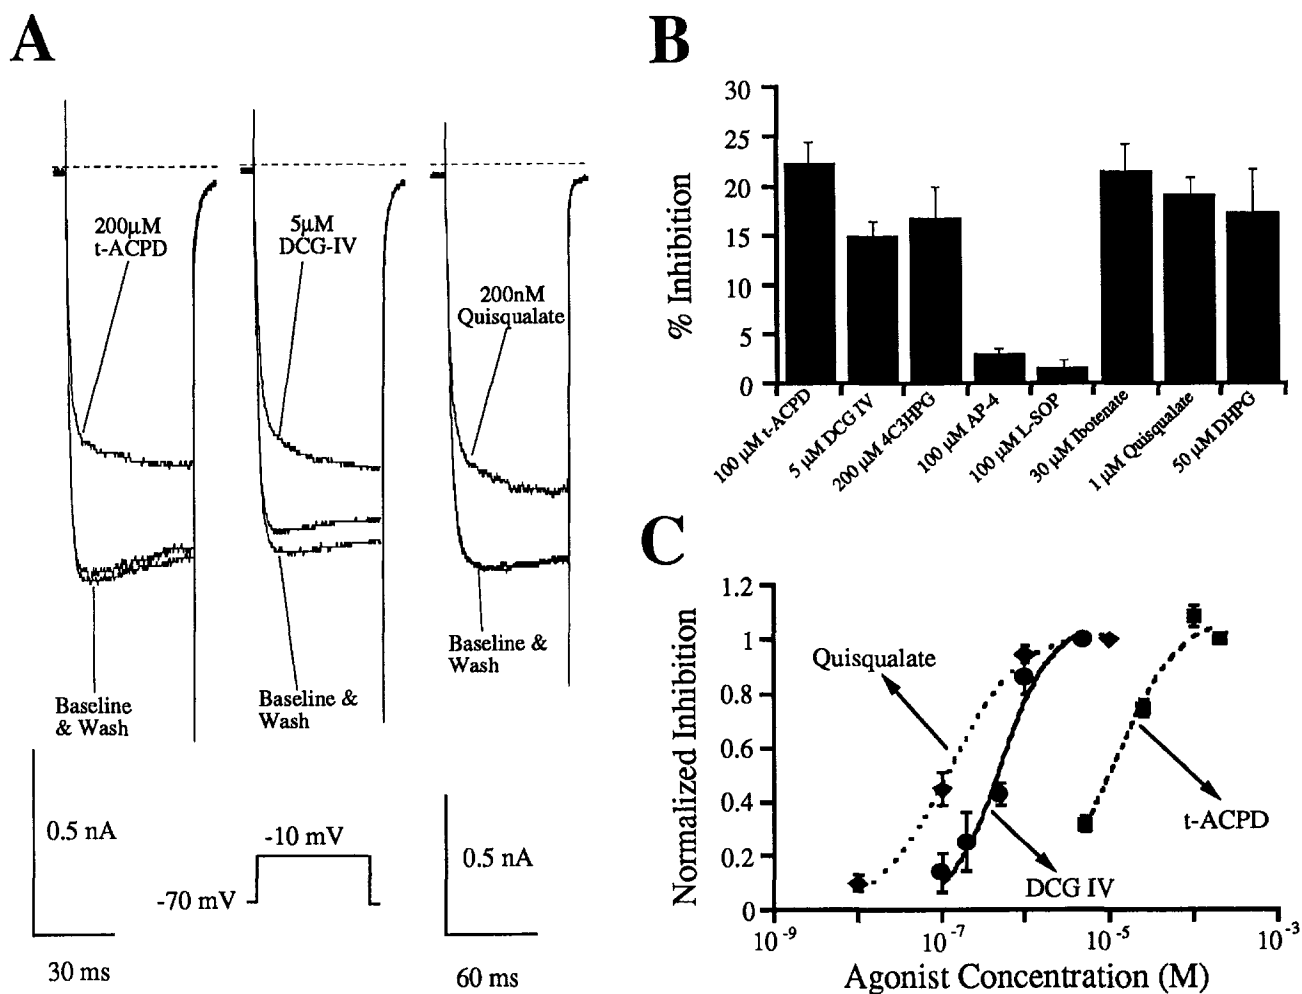 A
200μM
t-ACPD
5μM
DCG-IV
200nM
Quisqualate
Baseline
& Wash
Baseline &
Wash
Baseline &
Wash
0.5 nA
30 ms
-10 mV
-70 mV
0.5 nA
60 ms
B
% Inhibition
30
25
20
15
10
5
0
100 μM t-ACPD
5 μM DCG IV
200 μM 4C3HPG
100 μM AP-4
100 μM L-SOP
30 μM Ibotenate
1 μM Quisqualate
50 μM DHPG
C
Normalized Inhibition
1.2
1
0.8
0.6
0.4
0.2
0
Quisqualate
t-ACPD
DCG IV
10⁻⁹
10⁻⁷
10⁻⁵
10⁻³
Agonist Concentration (M)